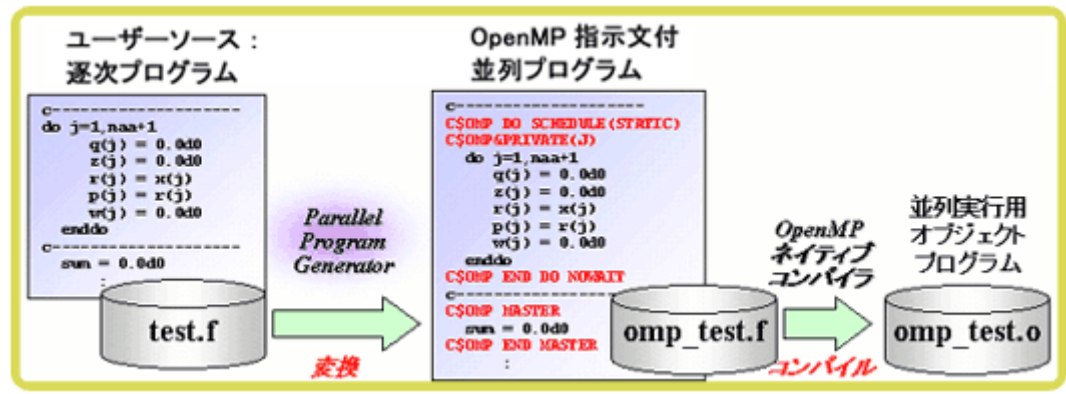 ユーザーソース:
逐次プログラム
c--------------------
do j=1,naa+1
q(j) = 0.0d0
z(j) = 0.0d0
r(j) = x(j)
p(j) = r(j)
w(j) = 0.0d0
enddo
c--------------------
sum = 0.0d0
:
test.f
Parallel
Program
Generator
変換
OpenMP 指示文付
並列プログラム
c--------------------
C$OMP DO SCHEDULE(STATIC)
C$OMP&PRIVATE(J)
do j=1,naa+1
q(j) = 0.0d0
z(j) = 0.0d0
r(j) = x(j)
p(j) = r(j)
w(j) = 0.0d0
enddo
C$OMP END DO NOWAIT
c--------------------
C$OMP MASTER
sum = 0.0d0
C$OMP END MASTER
:
omp_test.f
OpenMP
ネイティブ
コンパイラ
コンパイル
並列実行用
オブジェクト
プログラム
omp_test.o